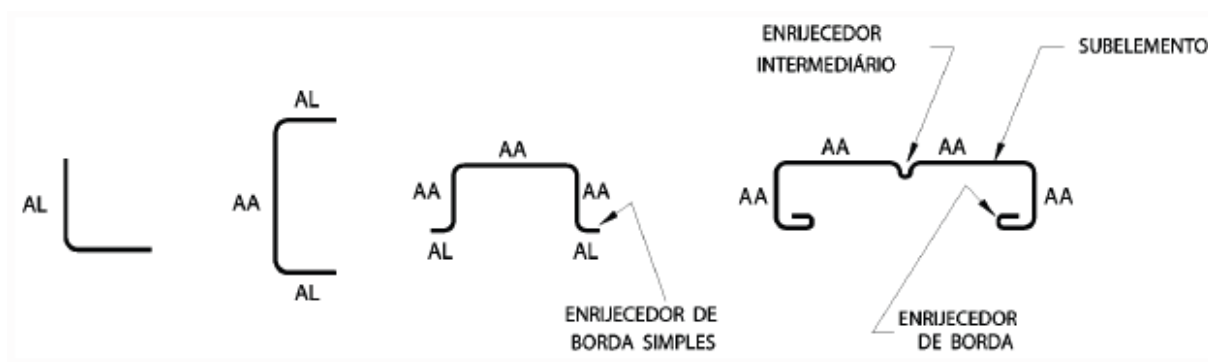 AL
AL
AA
AL
AA
AA
AA
AL
AL
ENRIJECEDOR DE
BORDA SIMPLES
ENRIJECEDOR
INTERMEDIÁRIO
SUBELEMENTO
AA
AA
AA
AA
ENRIJECEDOR
DE BORDA